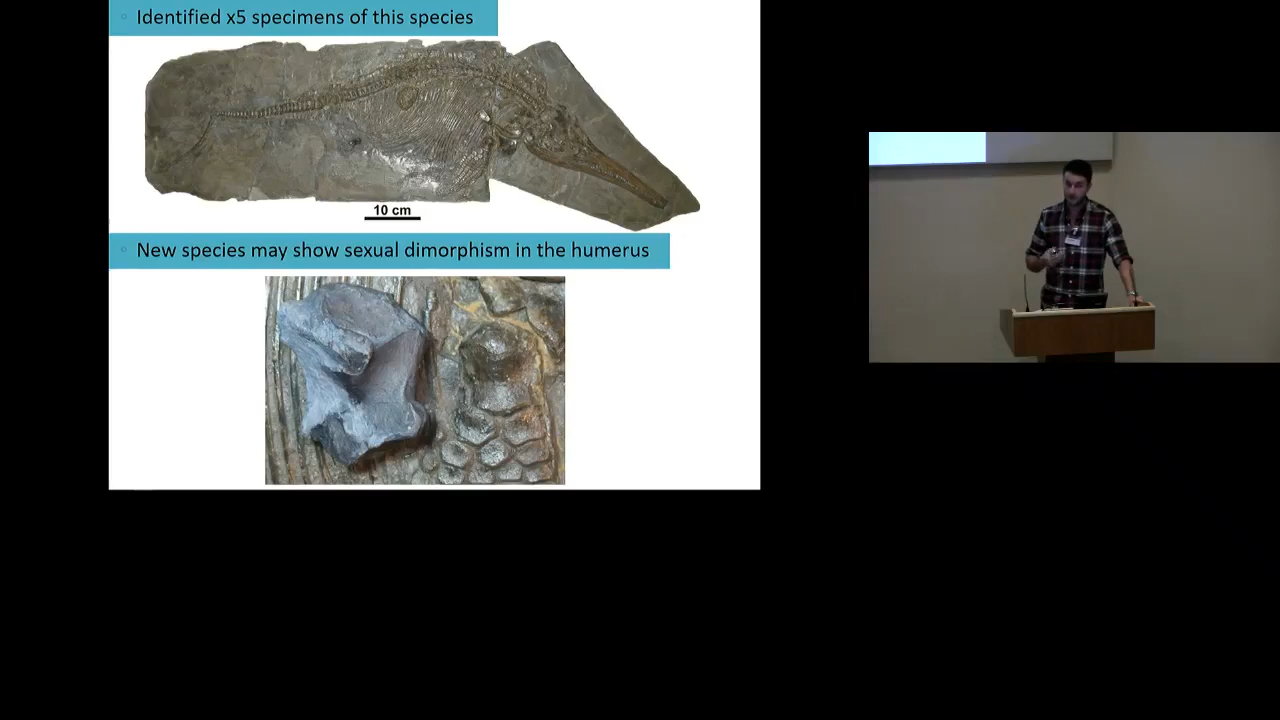 Identified x5 specimens of this species
10 cm
New species may show sexual dimorphism in the humerus